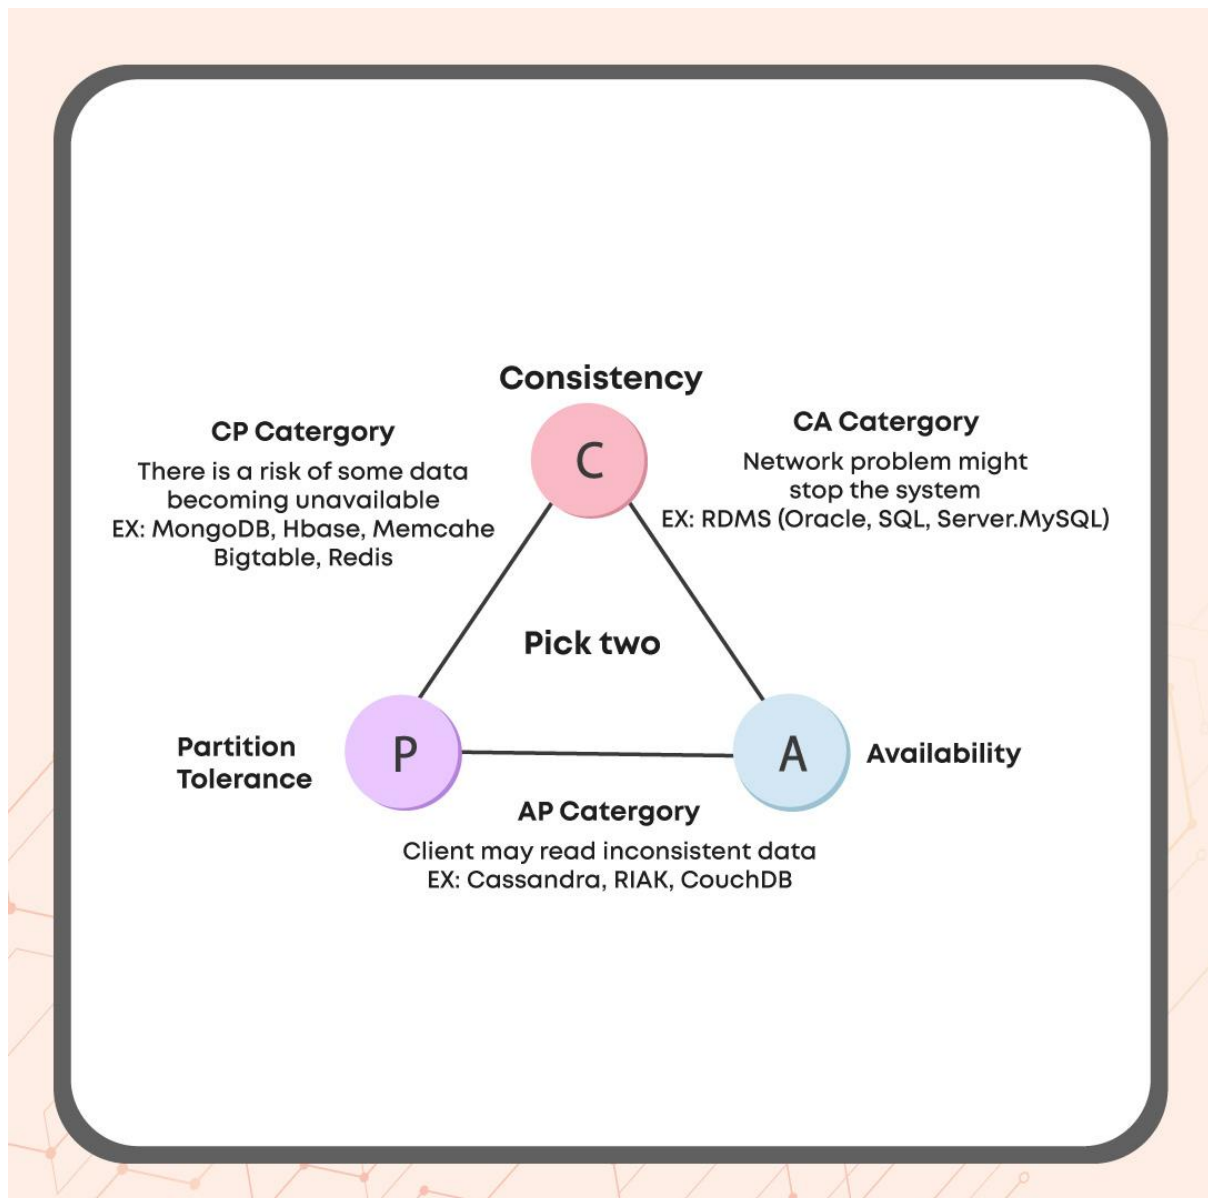 Consistency
C
CP Catergory
There is a risk of some data
becoming unavailable
EX: MongoDB, Hbase, Memcahe
Bigtable, Redis
CA Catergory
Network problem might
stop the system
EX: RDMS (Oracle, SQL, Server.MySQL)
Pick two
Partition
Tolerance
P
A
Availability
AP Catergory
Client may read inconsistent data
EX: Cassandra, RIAK, CouchDB